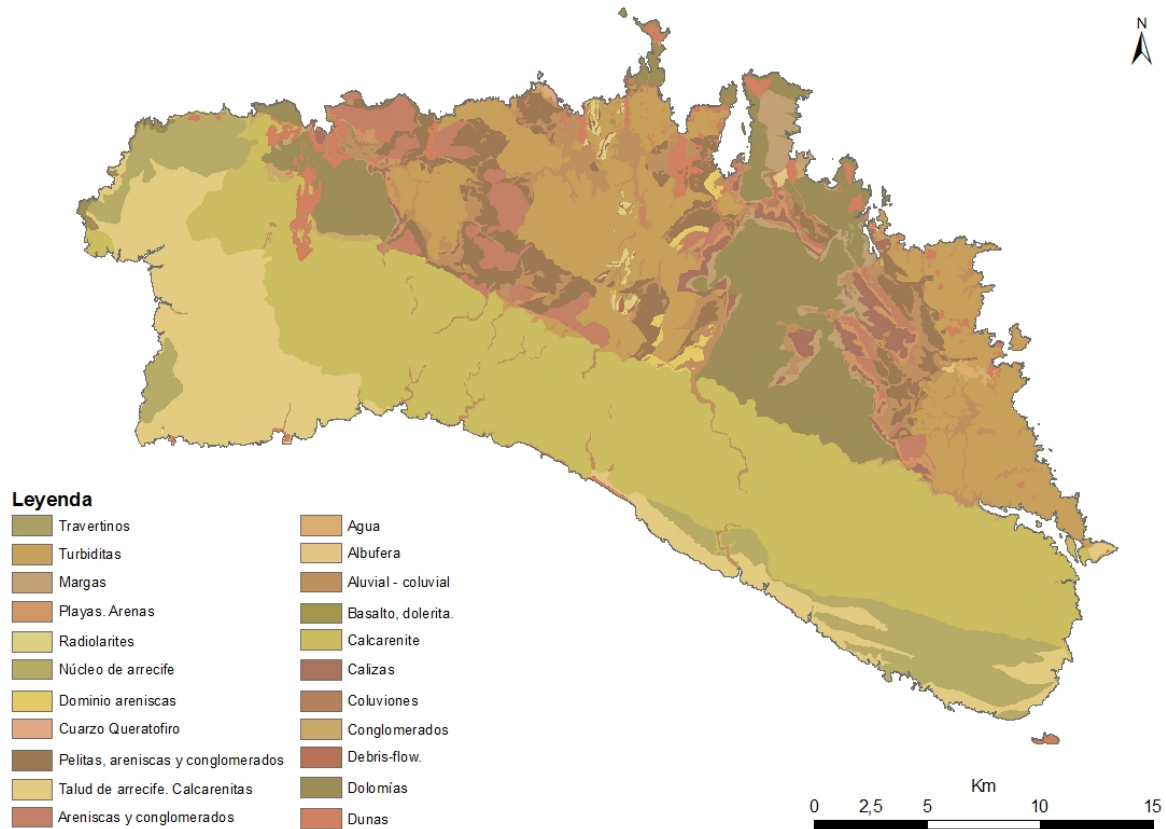 N
Leyenda
Travertinos
Turbiditas
Margas
Playas. Arenas
Radiolarites
Núcleo de arrecife
Dominio areniscas
Cuarzo Queratofiro
Pelitas, areniscas y conglomerados
Talud de arrecife. Calcarenitas
Areniscas y conglomerados
Agua
Albufera
Aluvial - coluvial
Basalto, dolerita.
Calcarenite
Calizas
Coluviones
Conglomerados
Debris-flow.
Dolomías
Dunas
Km
0 2,5 5 10 15